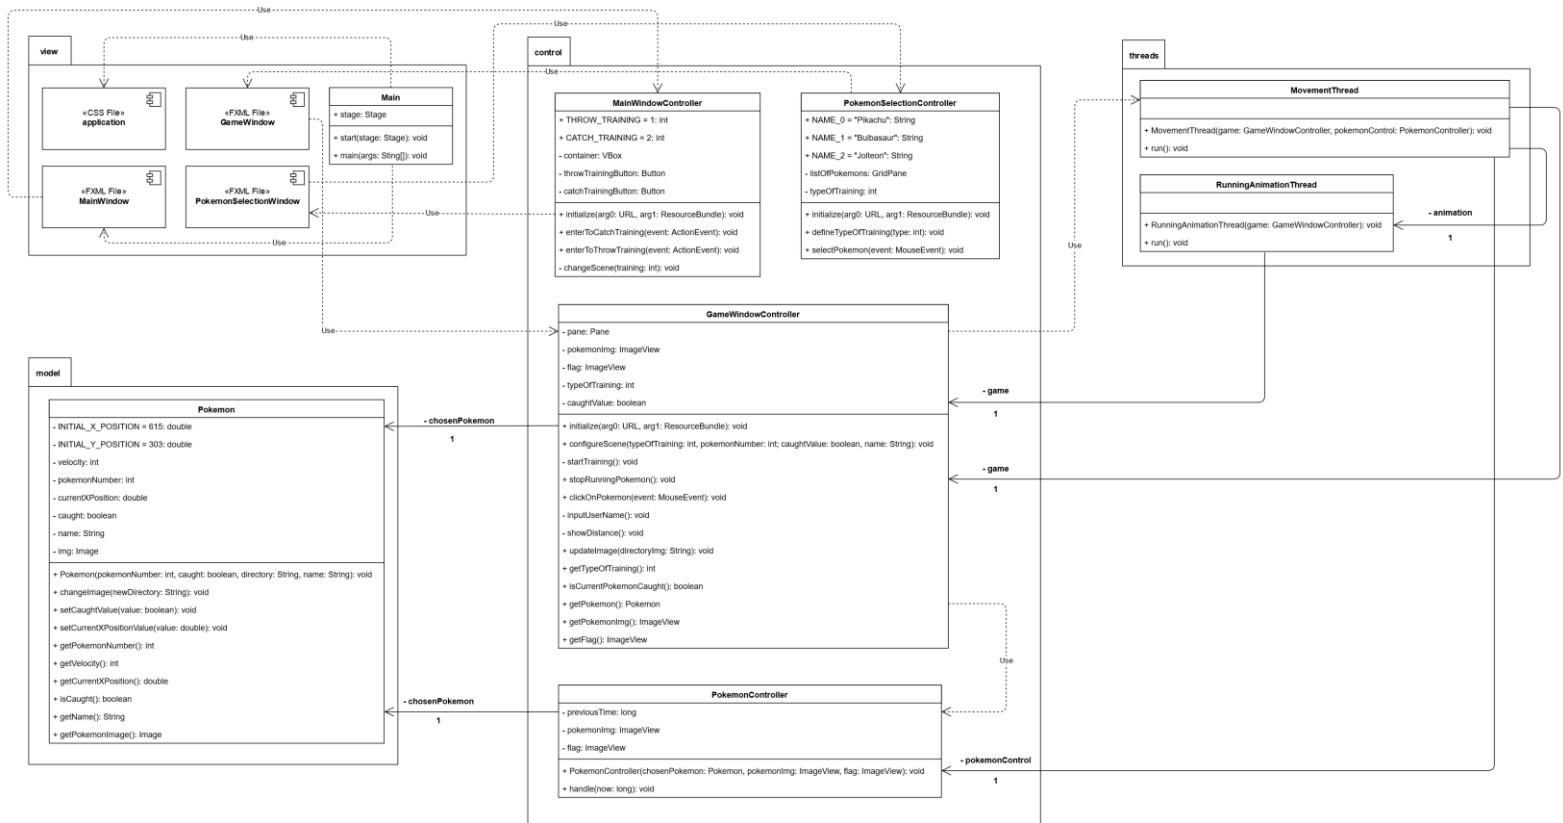 Use
Use
Use
view
«CSS File»
application
«FXML File»
GameWindow
Main
+ stage: Stage
+ start(stage: Stage): void
+ main(args: Sting[]): void
«FXML File»
MainWindow
«FXML File»
PokemonSelectionWindow
Use
Use
Use
Use
control
MainWindowController
+ THROW_TRAINING = 1: int
+ CATCH_TRAINING = 2: int
- container: VBox
- throwTrainingButton: Button
- catchTrainingButton: Button
+ initialize(arg0: URL, arg1: ResourceBundle): void
+ enterToCatchTraining(event: ActionEvent): void
+ enterToThrowTraining(event: ActionEvent): void
- changeScene(training: int): void
PokemonSelectionController
+ NAME_0 = "Pikachu": String
+ NAME_1 = "Bulbasaur": String
+ NAME_2 = "Jolteon": String
- listOfPokemons: GridPane
- typeOfTraining: int
+ initialize(arg0: URL, arg1: ResourceBundle): void
+ defineTypeOfTraining(type: int): void
+ selectPokemon(event: MouseEvent): void
threads
MovementThread
+ MovementThread(game: GameWindowController, pokemonControl: PokemonController): void
+ run(): void
RunningAnimationThread
+ RunningAnimationThread(game: GameWindowController): void
+ run(): void
- animation
1
Use
GameWindowController
- pane: Pane
- pokemonImg: ImageView
- flag: ImageView
- typeOfTraining: int
- caughtValue: boolean
+ initialize(arg0: URL, arg1: ResourceBundle): void
+ configureScene(typeOfTraining: int, pokemonNumber: int; caughtValue: boolean, name: String): void
- startTraining(): void
+ stopRunningPokemon(): void
+ clickOnPokemon(event: MouseEvent): void
- inputUserName(): void
- showDistance(): void
+ updateImage(directoryImg: String): void
+ getTypeOfTraining(): int
+ isCurrentPokemonCaught(): boolean
+ getPokemon(): Pokemon
+ getPokemonImg(): ImageView
+ getFlag(): ImageView
- game
1
- game
1
Use
model
Pokemon
- INITIAL_X_POSITION = 615: double
- INITIAL_Y_POSITION = 303: double
- velocity: int
- pokemonNumber: int
- currentXPosition: double
- caught: boolean
- name: String
- img: Image
+ Pokemon(pokemonNumber: int, caught: boolean, directory: String, name: String): void
+ changeImage(newDirectory: String): void
+ setCaughtValue(value: boolean): void
+ setCurrentXPositionValue(value: double): void
+ getPokemonNumber(): int
+ getVelocity(): int
+ getCurrentXPosition(): double
+ isCaught(): boolean
+ getName(): String
+ getPokemonImage(): Image
- chosenPokemon
1
- chosenPokemon
1
PokemonController
- previousTime: long
- pokemonImg: ImageView
- flag: ImageView
+ PokemonController(chosenPokemon: Pokemon, pokemonImg: ImageView, flag: ImageView): void
+ handle(now: long): void
- pokemonControl
1